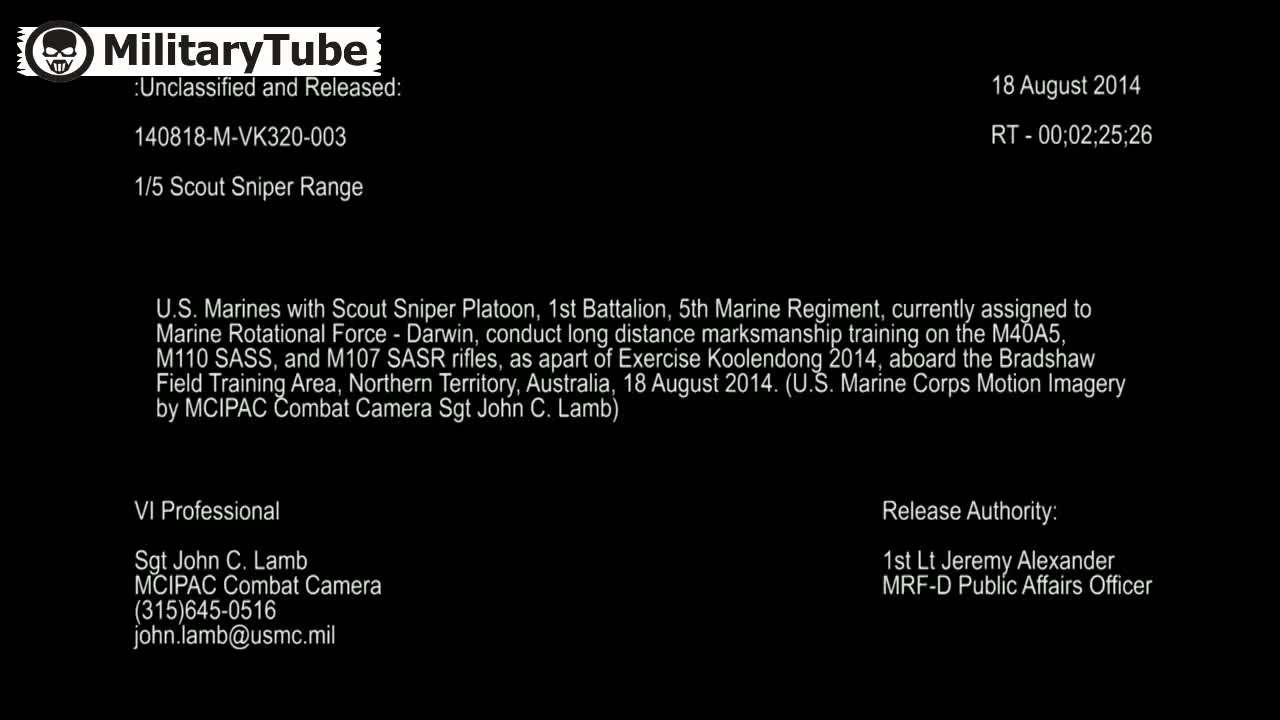 MilitaryTube
:Unclassified and Released:
18 August 2014
140818-M-VK320-003
RT - 00;02;25;26
1/5 Scout Sniper Range
U.S. Marines with Scout Sniper Platoon, 1st Battalion, 5th Marine Regiment, currently assigned to
Marine Rotational Force - Darwin, conduct long distance marksmanship training on the M40A5,
M110 SASS, and M107 SASR rifles, as apart of Exercise Koolendong 2014, aboard the Bradshaw
Field Training Area, Northern Territory, Australia, 18 August 2014. (U.S. Marine Corps Motion Imagery
by MCIPAC Combat Camera Sgt John C. Lamb)
VI Professional
Sgt John C. Lamb
MCIPAC Combat Camera
(315)645-0516
john.lamb@usmc.mil
Release Authority:
1st Lt Jeremy Alexander
MRF-D Public Affairs Officer